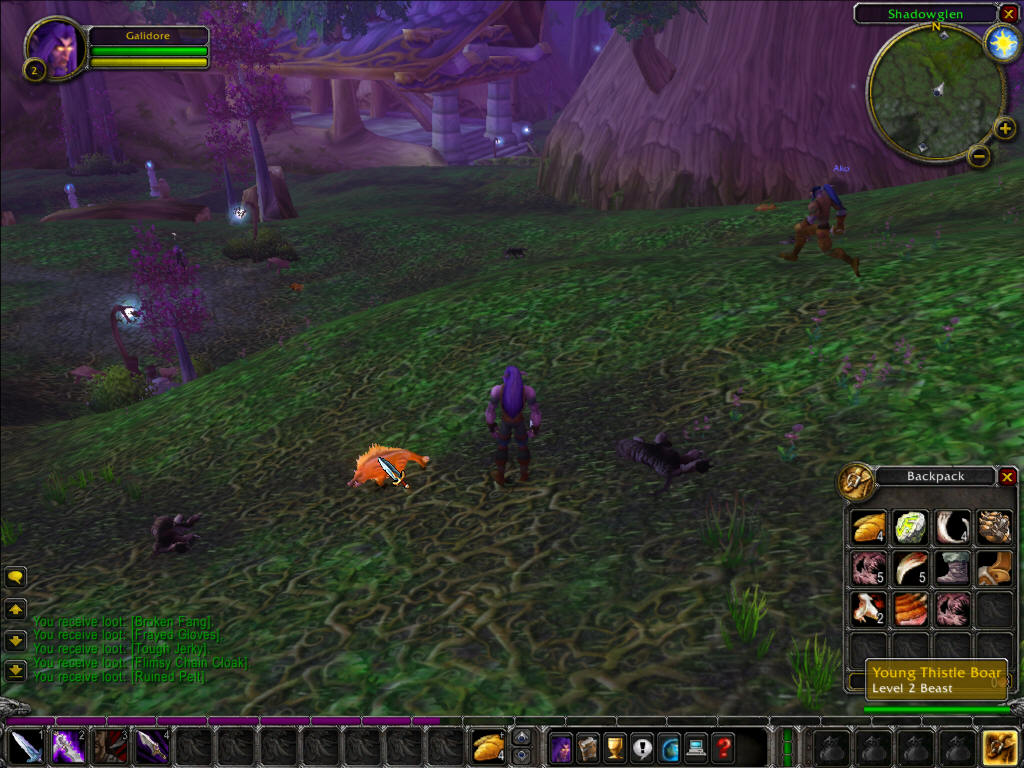 Galidore
2
Shadowglen
N
Ako
Backpack
4
4
5
5
2
You receive loot: [Broken Fang].
You receive loot: [Frayed Gloves].
You receive loot: [Tough Jerky].
You receive loot: [Flimsy Chain Cloak]
You receive loot: [Ruined Pelt]
Young Thistle Boar
Level 2 Beast
2
3
4
4